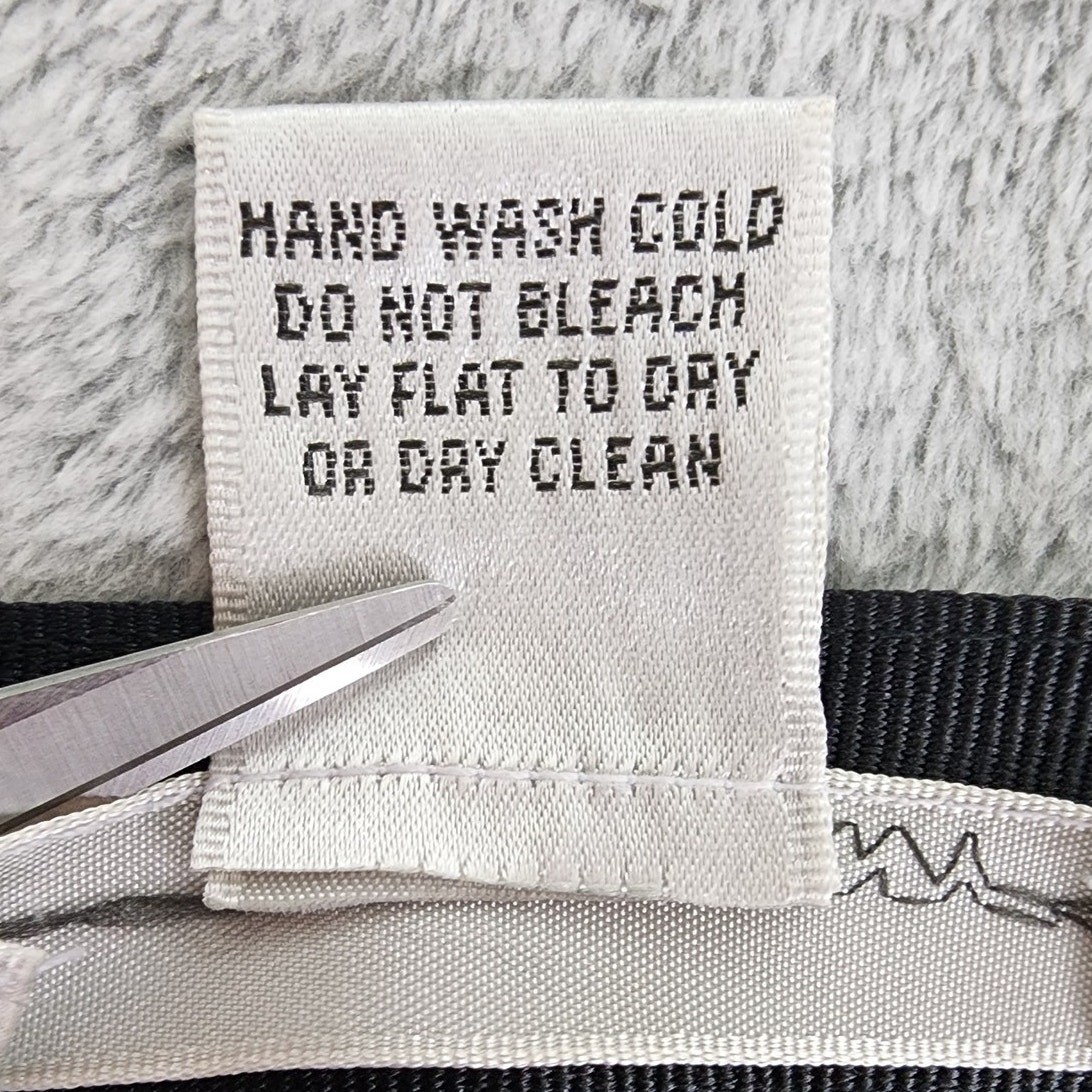 HAND WASH COLD
DO NOT BLEACH
LAY FLAT TO DRY
OR DRY CLEAN